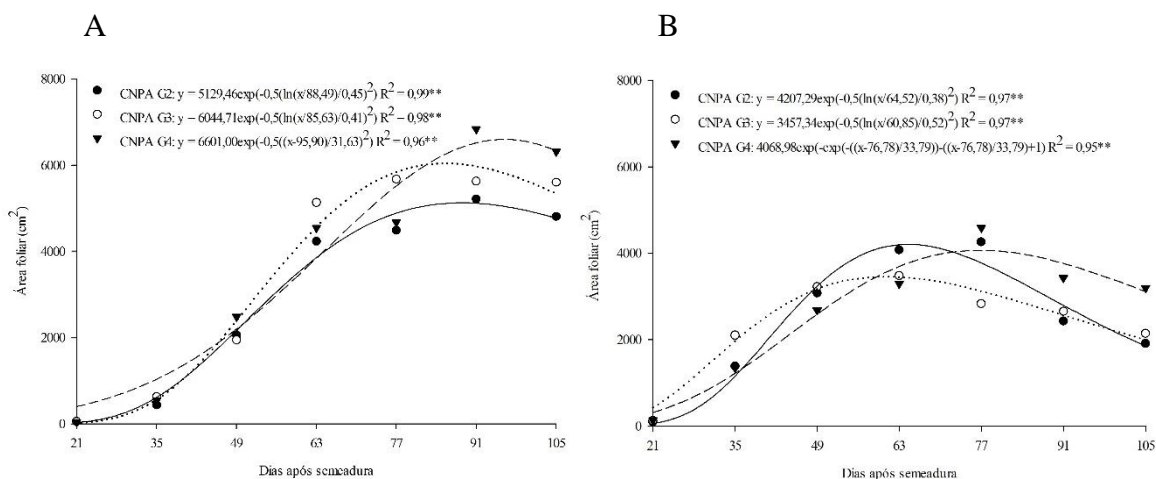 A
8000
CNPA G2: y = 5129,46exp(-0,5(ln(x/88,49)/0,45)²) R² = 0,99**
CNPA G3: y − 6044,71exp(-0,5(ln(x/85,63)/0,41)²) R² − 0,98**
CNPA G4: y = 6601,00exp(-0,5((x-95,90)/31,63)² R² = 0,96**
6000
4000
2000
0
Área foliar (cm²)
21 35 49 63 77 91 105
Dias após semeadura
B
8000
CNPA G2: y = 4207,29exp(-0,5(ln(x/64,52)/0,38)²) R² = 0,97**
CNPA G3: y = 3457,34exp(-0,5(ln(x/60,85)/0,52)²) R² = 0,97**
CNPA G4: 4068,98exp(-exp(-((x-76,78)/33,79))-((x-76,78)/33,79)+1) R² = 0,95**
6000
4000
2000
0
Área foliar (cm²)
21 35 49 63 77 91 105
Dias após semeadura